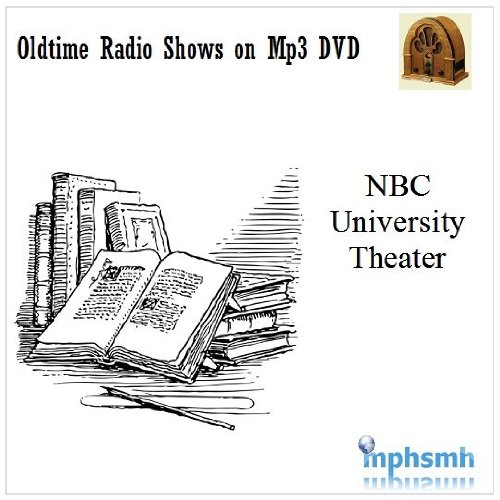 Oldtime Radio Shows on Mp3 DVD
NBC
University
Theater
mphsmh